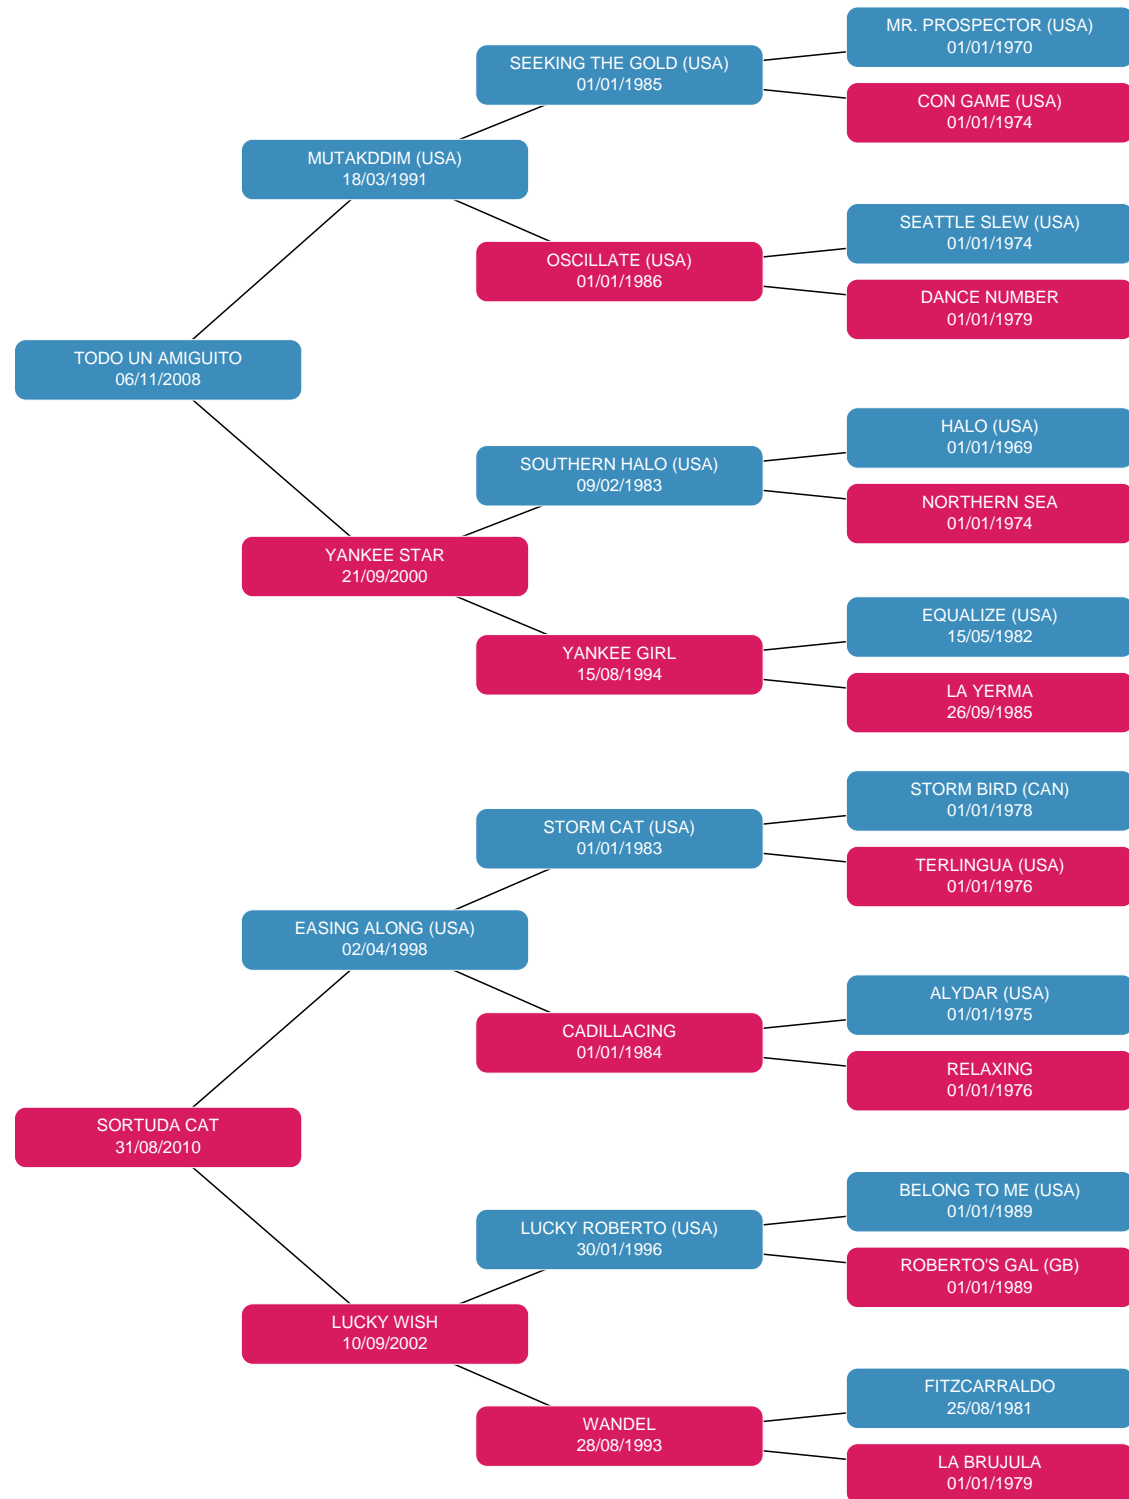 MR. PROSPECTOR (USA)
01/01/1970
SEEKING THE GOLD (USA)
01/01/1985
CON GAME (USA)
01/01/1974
MUTAKDDIM (USA)
18/03/1991
SEATTLE SLEW (USA)
01/01/1974
OSCILLATE (USA)
01/01/1986
DANCE NUMBER
01/01/1979
TODO UN AMIGUITO
06/11/2008
HALO (USA)
01/01/1969
SOUTHERN HALO (USA)
09/02/1983
NORTHERN SEA
01/01/1974
YANKEE STAR
21/09/2000
EQUALIZE (USA)
15/05/1982
YANKEE GIRL
15/08/1994
LA YERMA
26/09/1985
STORM BIRD (CAN)
01/01/1978
STORM CAT (USA)
01/01/1983
TERLINGUA (USA)
01/01/1976
EASING ALONG (USA)
02/04/1998
ALYDAR (USA)
01/01/1975
CADILLACING
01/01/1984
RELAXING
01/01/1976
SORTUDA CAT
31/08/2010
BELONG TO ME (USA)
01/01/1989
LUCKY ROBERTO (USA)
30/01/1996
ROBERTO'S GAL (GB)
01/01/1989
LUCKY WISH
10/09/2002
FITZCARRALDO
25/08/1981
WANDEL
28/08/1993
LA BRUJULA
01/01/1979